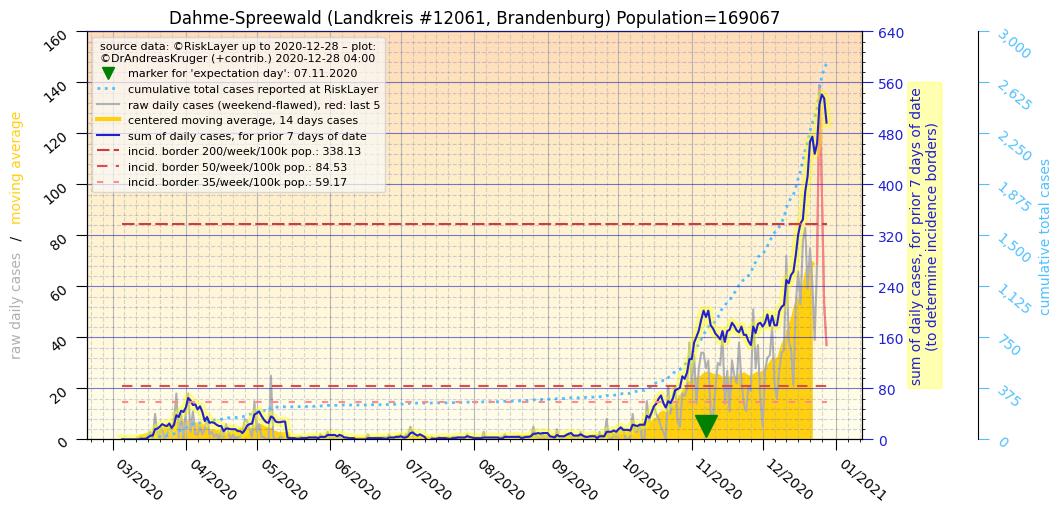 Dahme-Spreewald (Landkreis #12061, Brandenburg) Population=169067
source data: ©RiskLayer up to 2020-12-28 – plot:
©DrAndreasKruger (+contrib.) 2020-12-28 04:00
marker for 'expectation day': 07.11.2020
cumulative total cases reported at RiskLayer
raw daily cases (weekend-flawed), red: last 5
centered moving average, 14 days cases
sum of daily cases, for prior 7 days of date
incid. border 200/week/100k pop.: 338.13
incid. border 50/week/100k pop.: 84.53
incid. border 35/week/100k pop.: 59.17
raw daily cases / moving average
160
140
120
100
80
60
40
20
0
640
560
480
400
320
240
160
80
0
sum of daily cases, for prior 7 days of date
(to determine incidence borders)
3,000
2,625
2,250
1,875
1,500
1,125
750
375
0
cumulative total cases
03/2020
04/2020
05/2020
06/2020
07/2020
08/2020
09/2020
10/2020
11/2020
12/2020
01/2021